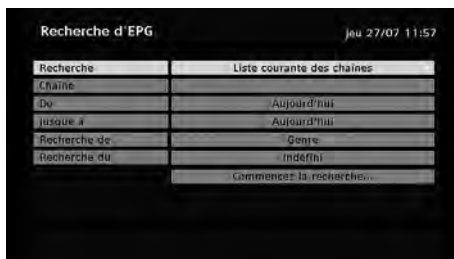 Recherche d'EPG
jeu 27/07 11:57
Recherche Liste courante des chaînes
Chaîne
Du Aujourd'hui
jusque à Aujourd'hui
Recherche de Genre
Recherche du Indéfini
Commencez la recherche...